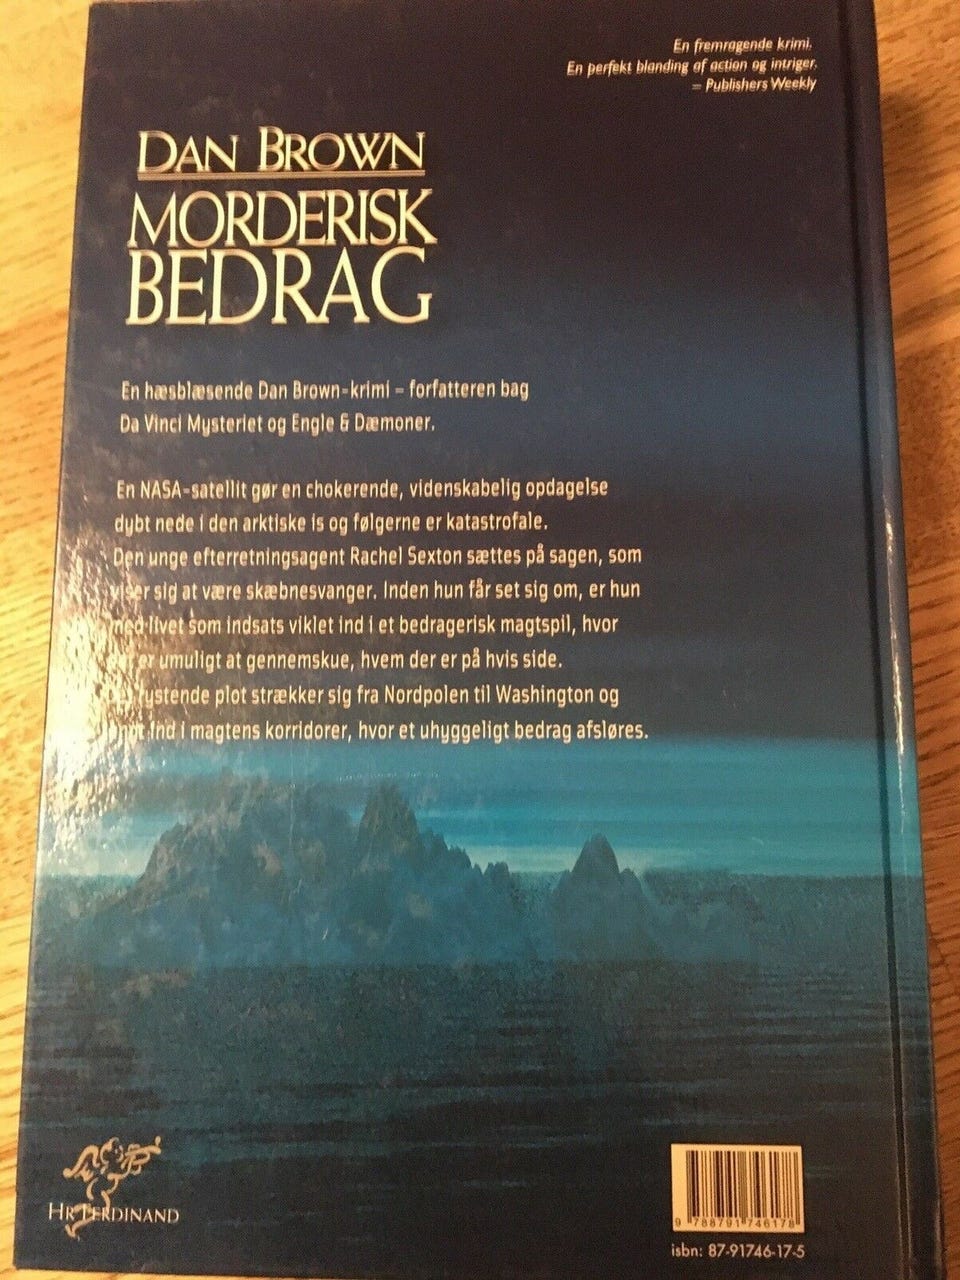 En fremragende krimi.
En perfekt blanding af action og intriger.
– Publishers Weekly
DAN BROWN
MORDERISK
BEDRAG
En hæsblæsende Dan Brown-krimi – forfatteren bag
Da Vinci Mysteriet og Engle & Dæmoner.
En NASA-satellit gør en chokerende, videnskabelig opdagelse
dybt nede i den arktiske is og følgerne er katastrofale.
Den unge efterretningsagent Rachel Sexton sættes på sagen, som
viser sig at være skæbnesvanger. Inden hun får set sig om, er hun
med livet som indsats viklet ind i et bedragerisk magtspil, hvor
er umuligt at gennemskue, hvem der er på hvis side.
plot strækker sig fra Nordpolen til Washington og
ind i magtens korridorer, hvor et uhyggeligt bedrag afsløres.
HR FERDINAND
9 788791 746178
isbn: 87-91746-17-5